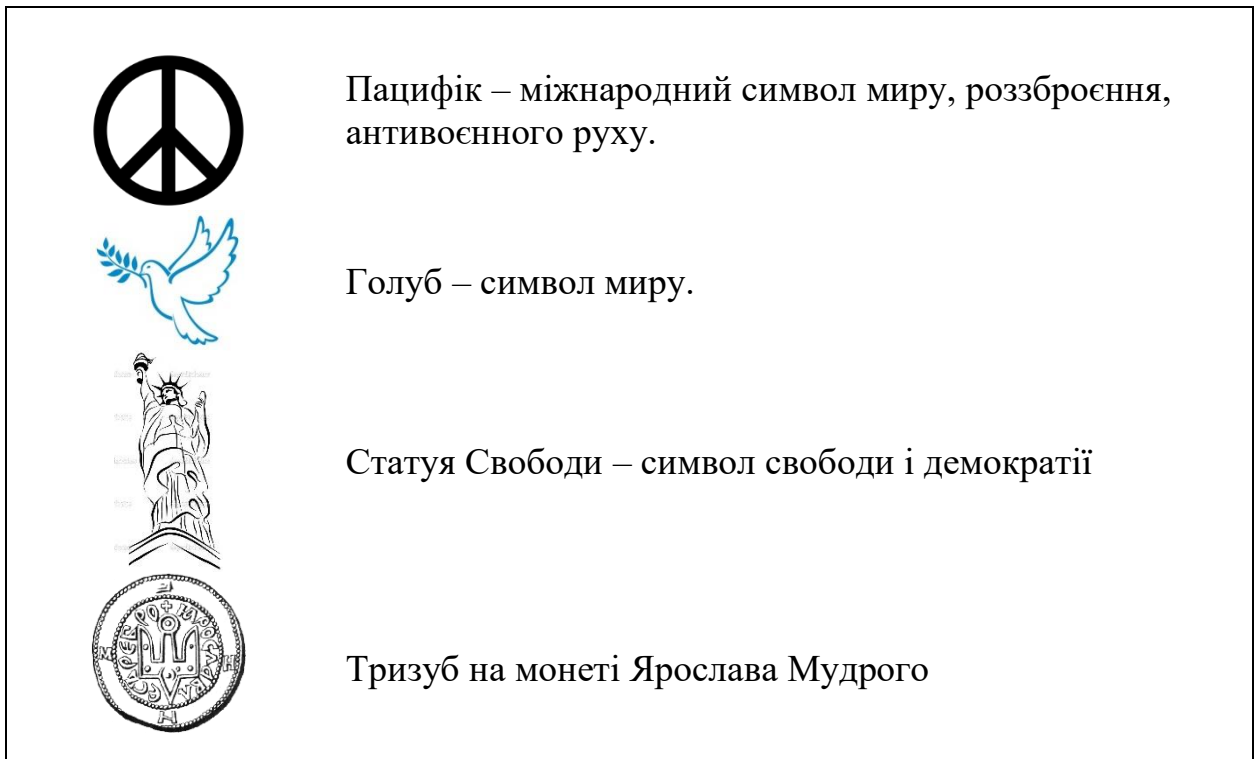 Пацифік – міжнародний символ миру, роззброєння,
антивоєнного руху.
Голуб – символ миру.
Статуя Свободи – символ свободи і демократії
Тризуб на монеті Ярослава Мудрого